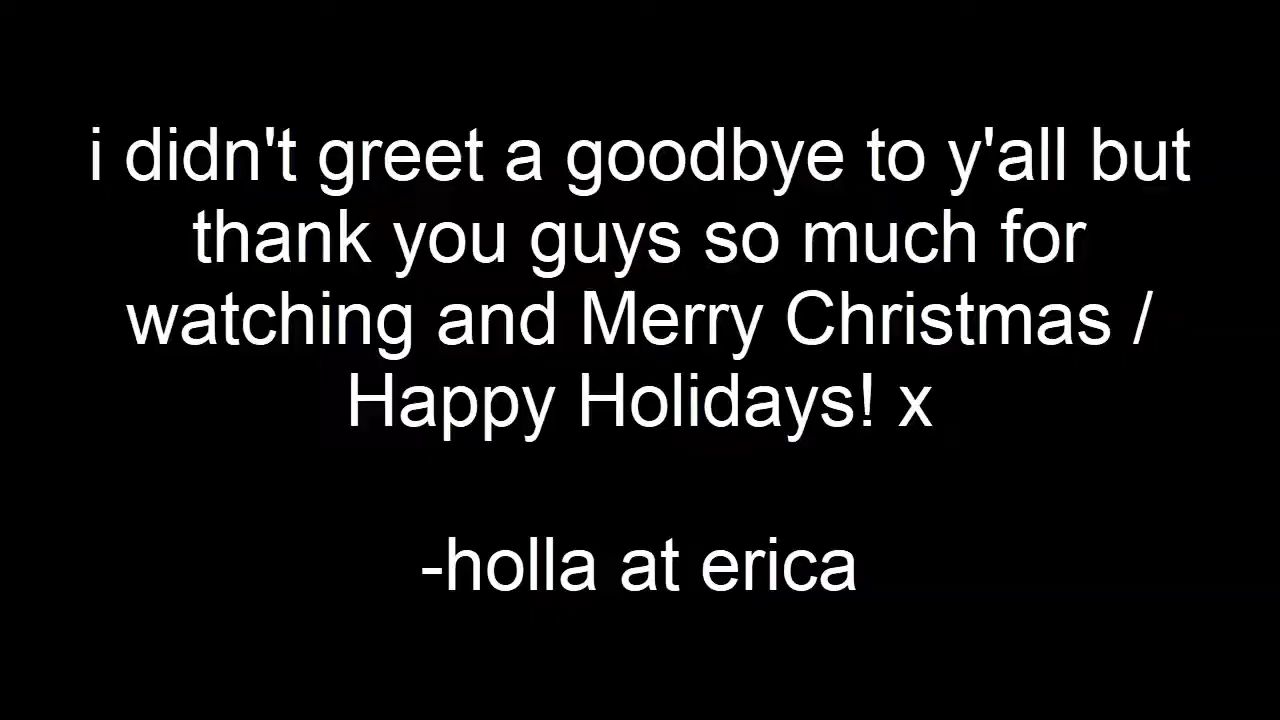 i didn't greet a goodbye to y'all but
thank you guys so much for
watching and Merry Christmas /
Happy Holidays! x
-holla at erica